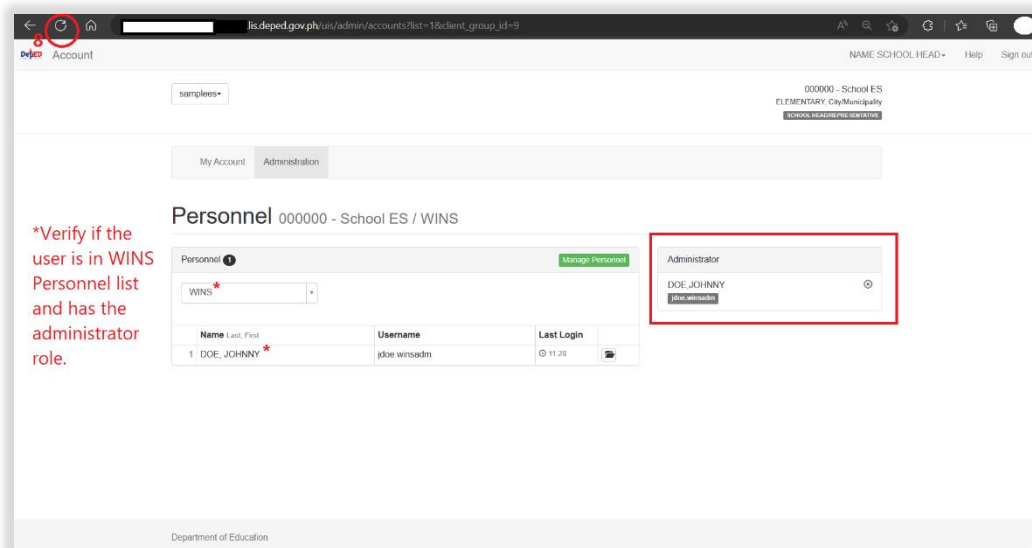 .lis.deped.gov.ph/uis/admin/accounts?list=1&client_group_id=9
8
DepED Account
NAME SCHOOL HEAD
Help
Sign out
samplees
000000 - School ES
ELEMENTARY, City/Municipality
SCHOOL HEAD/REPRESENTATIVE
My Account
Administration
Personnel 000000 - School ES / WINS
*Verify if the
user is in WINS
Personnel list
and has the
administrator
role.
Personnel 1
Manage Personnel
WINS*
Name Last, First
Username
Last Login
1 DOE, JOHNNY *
jdoe.winsadm
11:28
Administrator
DOE,JOHNNY
jdoe.winsadm
Department of Education